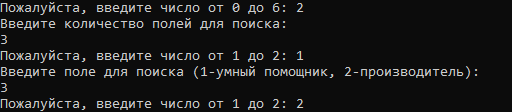 Пожалуйста, введите число от 0 до 6: 2
Введите количество полей для поиска:
3
Пожалуйста, введите число от 1 до 2: 1
Введите поле для поиска (1-умный помощник, 2-производитель):
3
Пожалуйста, введите число от 1 до 2: 2